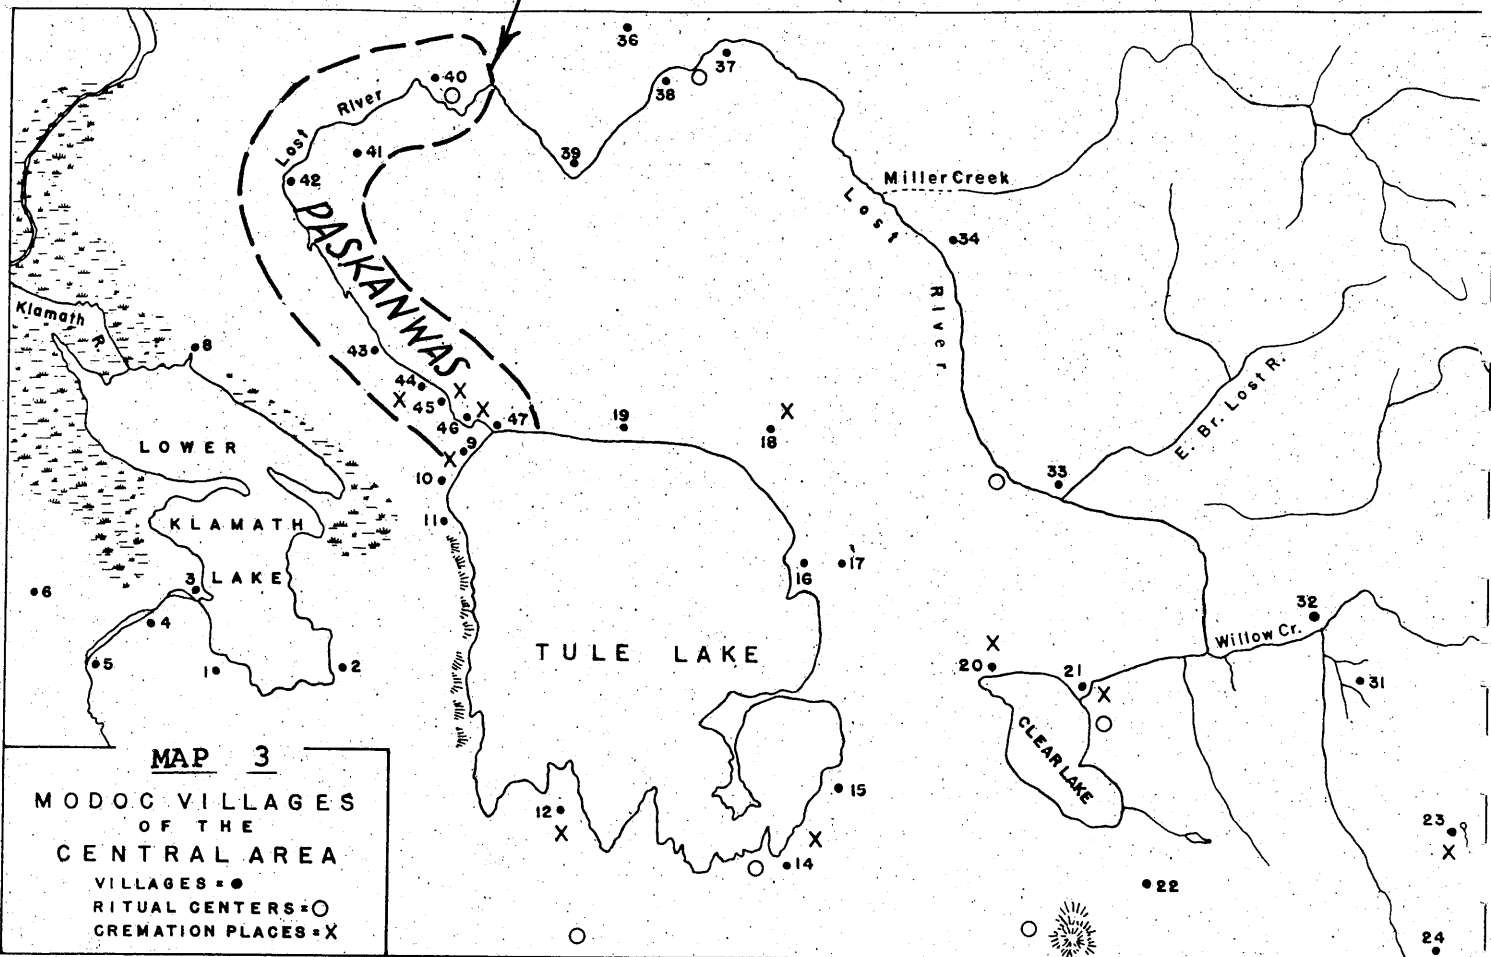 36
37
40
38
River
Lost
39
41
42
Miller Creek
Lost
34
PASKANWAS
River
Klamath
R.
8
43
E. Br. Lost R.
44
45
46
47
19
18
LOWER
9
10
33
11
KLAMATH
16
17
3
LAKE
6
32
4
Willow Cr.
TULE LAKE
5
1
2
20
21
31
CLEAR LAKE
15
12
23
14
22
24
MAP 3
MODOC VILLAGES
OF THE
CENTRAL AREA
VILLAGES =
RITUAL CENTERS =
CREMATION PLACES = X